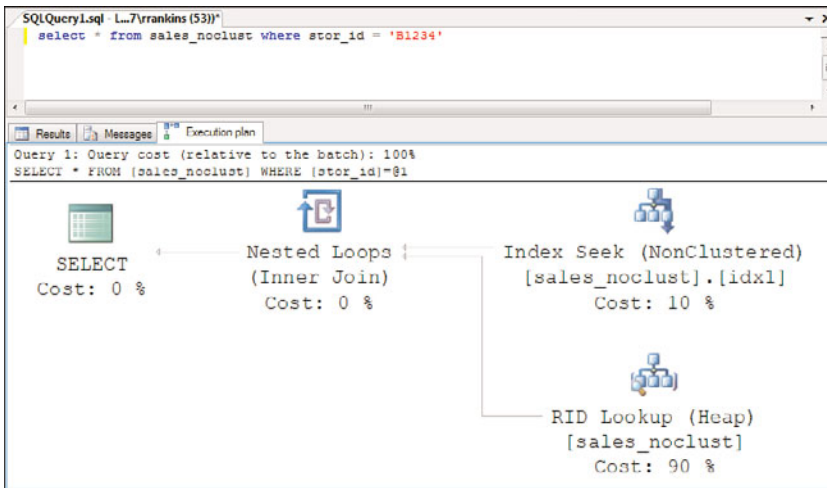 SQLQuery1.sql - L...7\rrankins (53))*
select * from sales_noclust where stor_id = 'B1234'
Results
Messages
Execution plan
Query 1: Query cost (relative to the batch): 100%
SELECT * FROM [sales_noclust] WHERE [stor_id]=@1
SELECT
Cost: 0 %
Nested Loops
(Inner Join)
Cost: 0 %
Index Seek (NonClustered)
[sales_noclust].[idx1]
Cost: 10 %
RID Lookup (Heap)
[sales_noclust]
Cost: 90 %